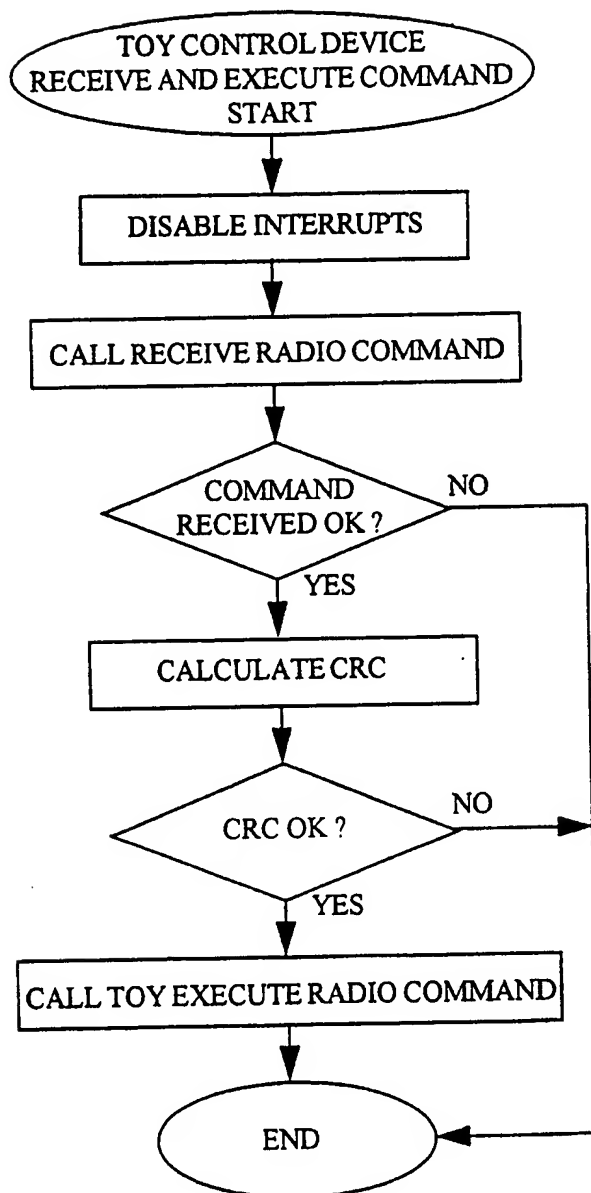 TOY CONTROL DEVICE
RECEIVE AND EXECUTE COMMAND
START
DISABLE INTERRUPTS
CALL RECEIVE RADIO COMMAND
COMMAND
RECEIVED OK ?
NO
YES
CALCULATE CRC
CRC OK ?
NO
YES
CALL TOY EXECUTE RADIO COMMAND
END